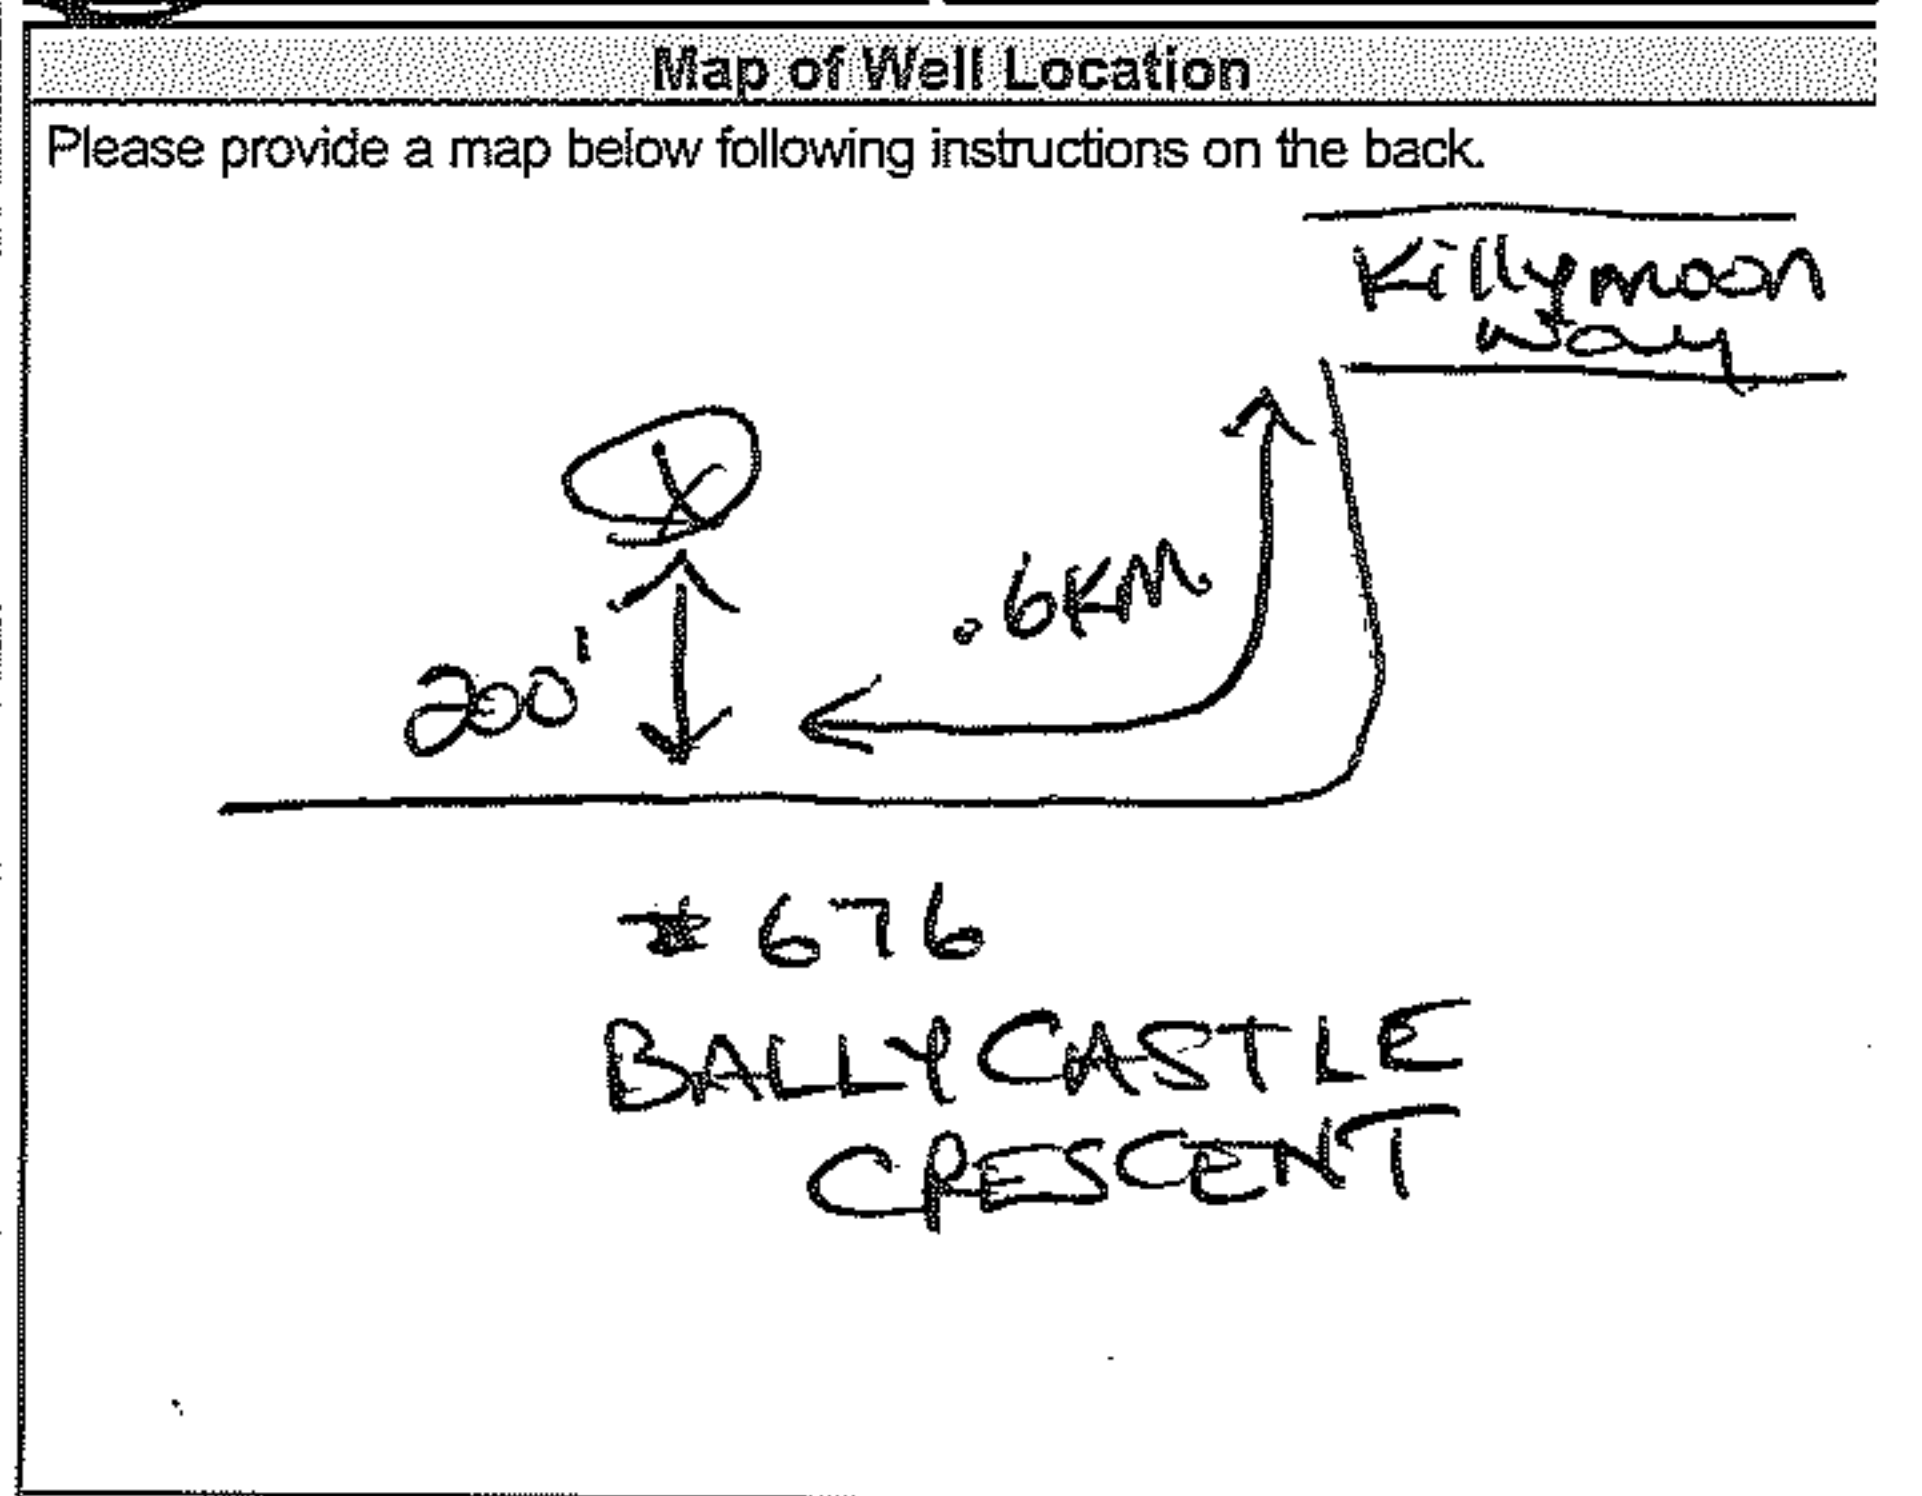 Map of Well Location
Please provide a map below following instructions on the back.
Killymoon
Way
.6KM
200'
# 676
BALLYCASTLE
CRESCENT